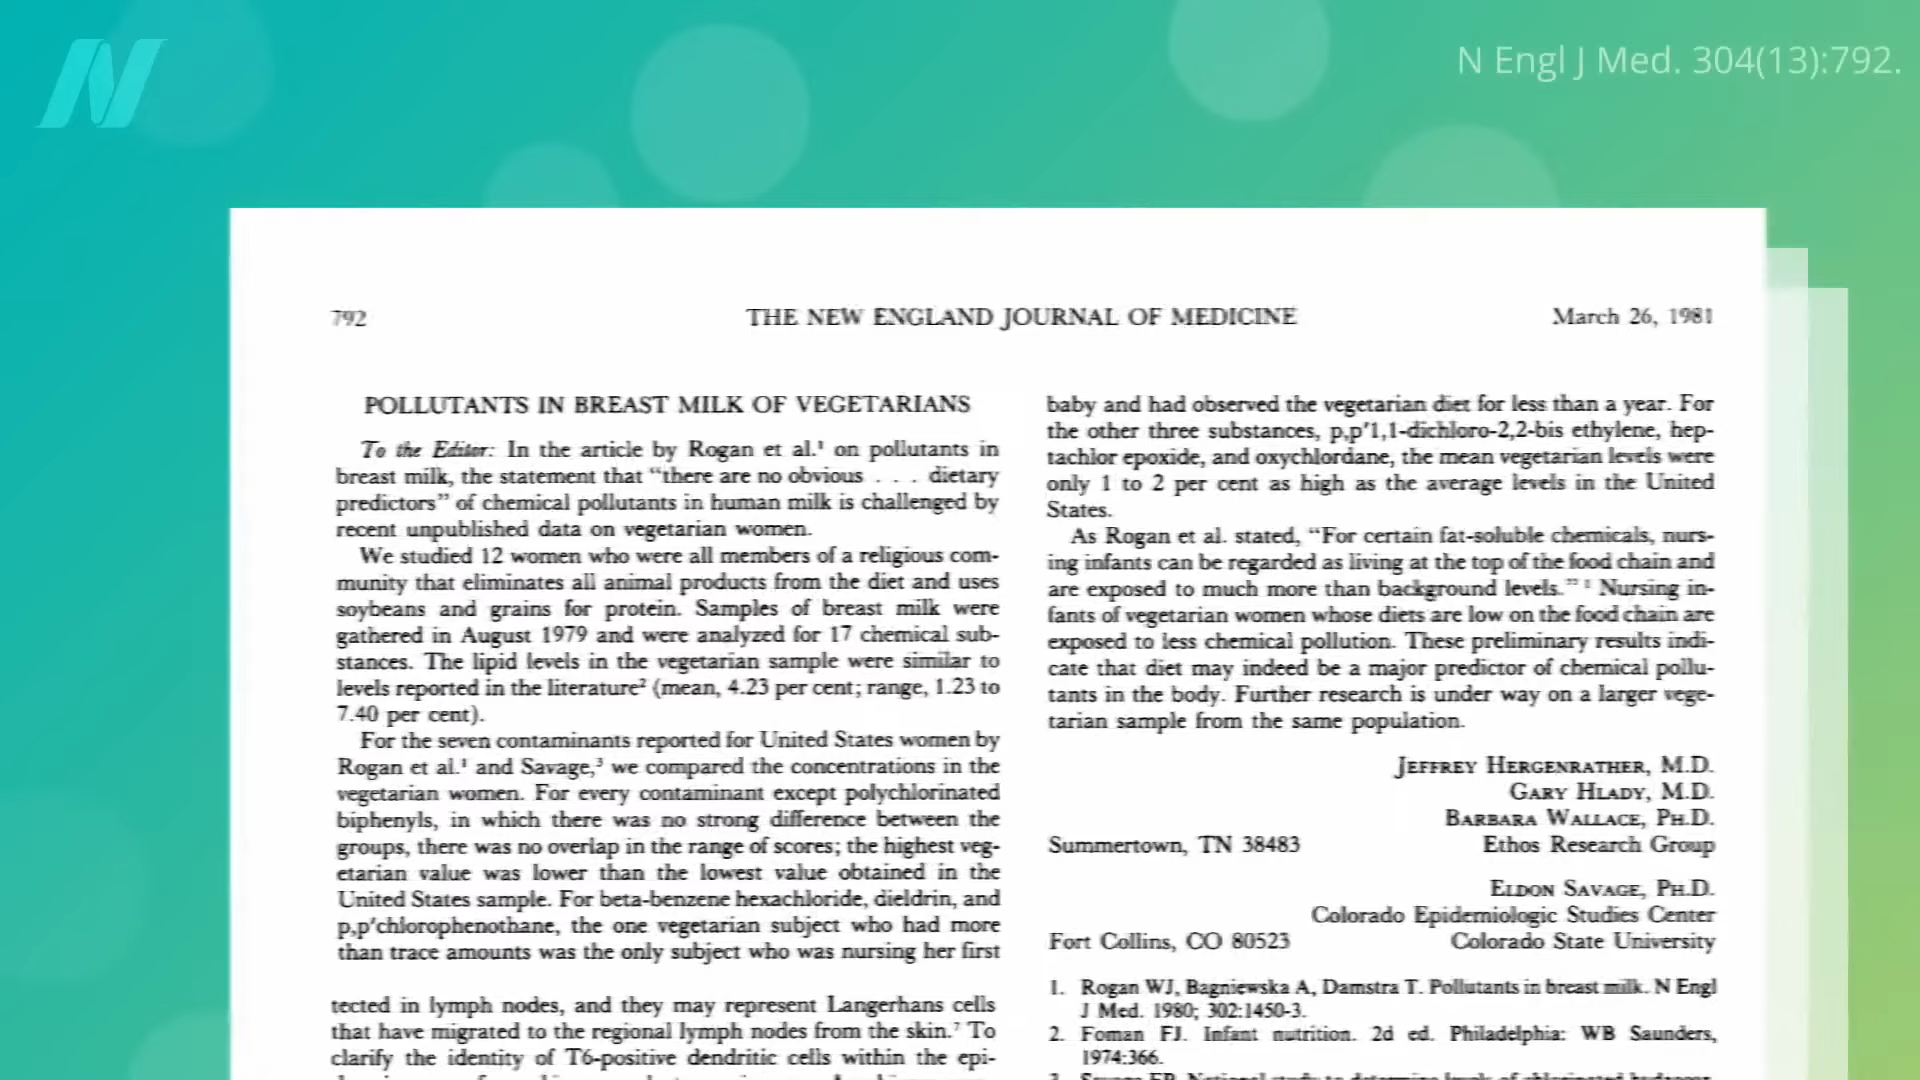 N Engl J Med. 304(13):792.
792 THE NEW ENGLAND JOURNAL OF MEDICINE March 26, 1981
POLLUTANTS IN BREAST MILK OF VEGETARIANS
To the Editor: In the article by Rogan et al.¹ on pollutants in
breast milk, the statement that “there are no obvious . . . dietary
predictors” of chemical pollutants in human milk is challenged by
recent unpublished data on vegetarian women.
We studied 12 women who were all members of a religious com-
munity that eliminates all animal products from the diet and uses
soybeans and grains for protein. Samples of breast milk were
gathered in August 1979 and were analyzed for 17 chemical sub-
stances. The lipid levels in the vegetarian sample were similar to
levels reported in the literature² (mean, 4.23 per cent; range, 1.23 to
7.40 per cent).
For the seven contaminants reported for United States women by
Rogan et al.¹ and Savage,³ we compared the concentrations in the
vegetarian women. For every contaminant except polychlorinated
biphenyls, in which there was no strong difference between the
groups, there was no overlap in the range of scores; the highest veg-
etarian value was lower than the lowest value obtained in the
United States sample. For beta-benzene hexachloride, dieldrin, and
p,p′chlorophenothane, the one vegetarian subject who had more
than trace amounts was the only subject who was nursing her first
tected in lymph nodes, and they may represent Langerhans cells
that have migrated to the regional lymph nodes from the skin.⁷ To
clarify the identity of T6-positive dendritic cells within the epi-
baby and had observed the vegetarian diet for less than a year. For
the other three substances, p,p′1,1-dichloro-2,2-bis ethylene, hep-
tachlor epoxide, and oxychlordane, the mean vegetarian levels were
only 1 to 2 per cent as high as the average levels in the United
States.
As Rogan et al. stated, “For certain fat-soluble chemicals, nurs-
ing infants can be regarded as living at the top of the food chain and
are exposed to much more than background levels.” ¹ Nursing in-
fants of vegetarian women whose diets are low on the food chain are
exposed to less chemical pollution. These preliminary results indi-
cate that diet may indeed be a major predictor of chemical pollu-
tants in the body. Further research is under way on a larger vege-
tarian sample from the same population.
JEFFREY HERGENRATHER, M.D.
GARY HLADY, M.D.
BARBARA WALLACE, PH.D.
Summertown, TN 38483 Ethos Research Group
ELDON SAVAGE, PH.D.
Colorado Epidemiologic Studies Center
Fort Collins, CO 80523 Colorado State University
1. Rogan WJ, Bagniewska A, Damstra T. Pollutants in breast milk. N Engl
J Med. 1980; 302:1450-3.
2. Foman FJ. Infant nutrition. 2d ed. Philadelphia: WB Saunders,
1974:366.